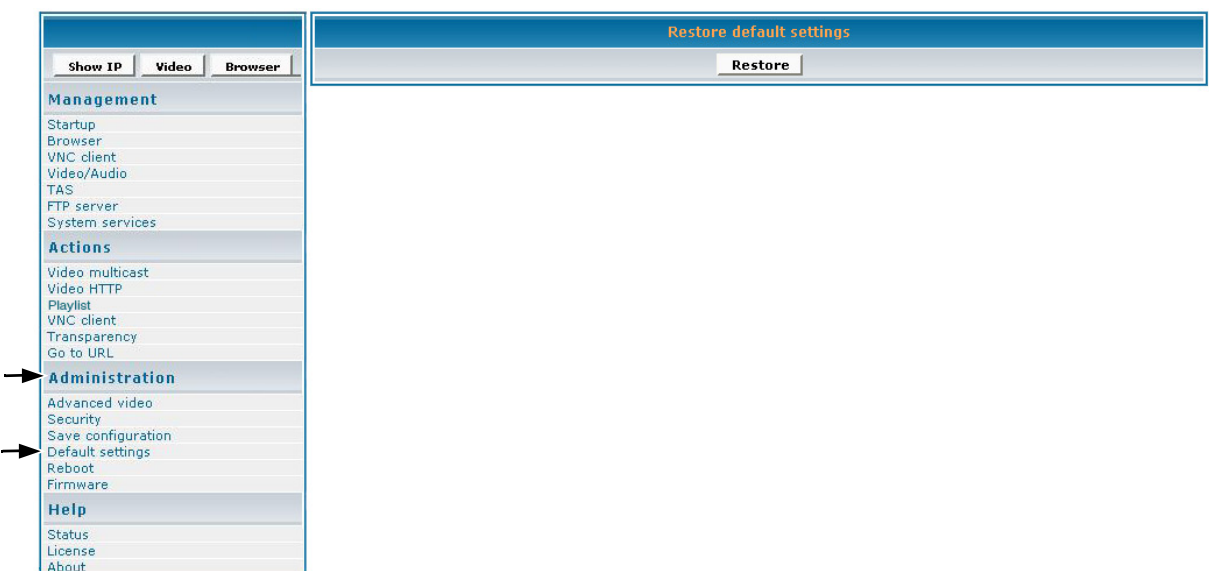 Show IP Video Browser
Management
Startup
Browser
VNC client
Video/Audio
TAS
FTP server
System services
Actions
Video multicast
Video HTTP
Playlist
VNC client
Transparency
Go to URL
Administration
Advanced video
Security
Save configuration
Default settings
Reboot
Firmware
Help
Status
License
About
Restore default settings
Restore